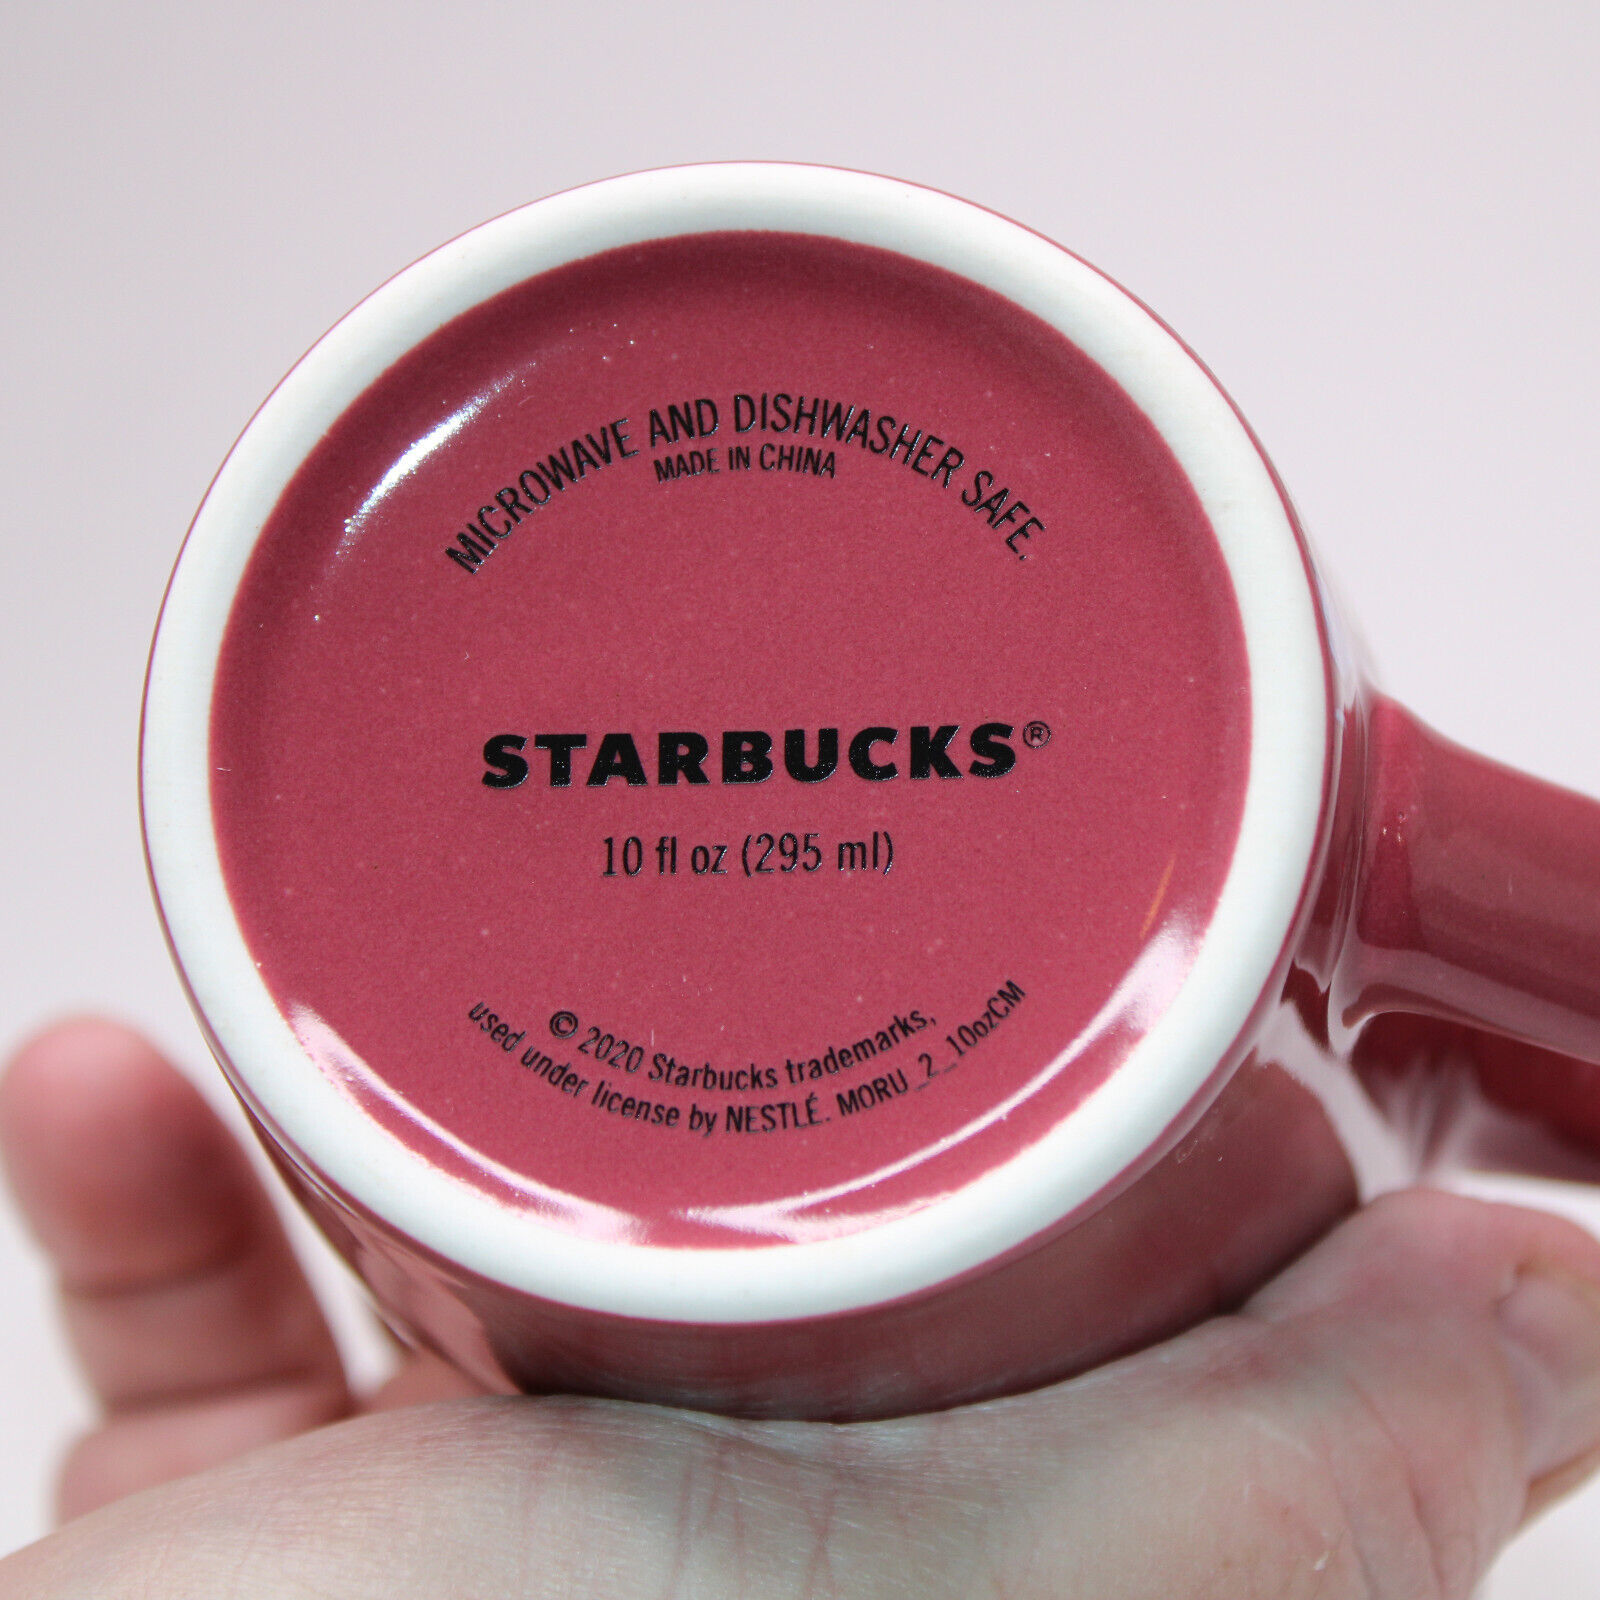 MICROWAVE AND DISHWASHER SAFE.
MADE IN CHINA
STARBUCKS®
10 fl oz (295 ml)
© 2020 Starbucks trademarks,
used under license by NESTLÉ. MORU_2_10ozCM